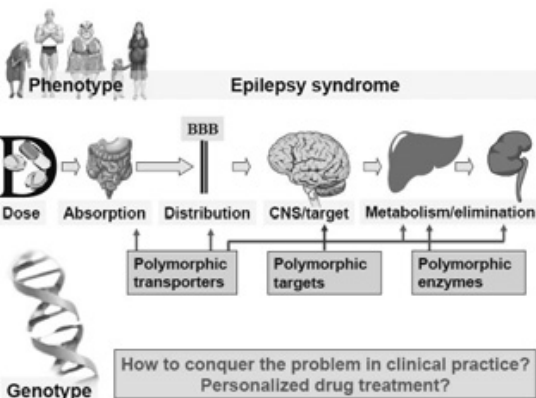 Phenotype
Epilepsy syndrome
BBB
Dose
Absorption
Distribution
CNS/target
Metabolism/elimination
Polymorphic
transporters
Polymorphic
targets
Polymorphic
enzymes
How to conquer the problem in clinical practice?
Personalized drug treatment?
Genotype